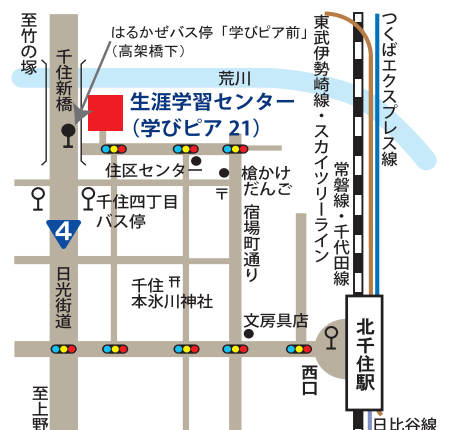 至竹の塚
はるかぜバス停「学びピア前」
（高架橋下）
千住新橋
荒川
東武伊勢崎線・スカイツリーライン
つくばエクスプレス線
生涯学習センター
（学びピア 21）
住区センター
槍かけ
だんご
〒
常磐線・千代田線
千住四丁目
バス停
宿場町通り
4
日光街道
千住
本氷川神社
文房具店
北千住駅
西口
至上野
日比谷線